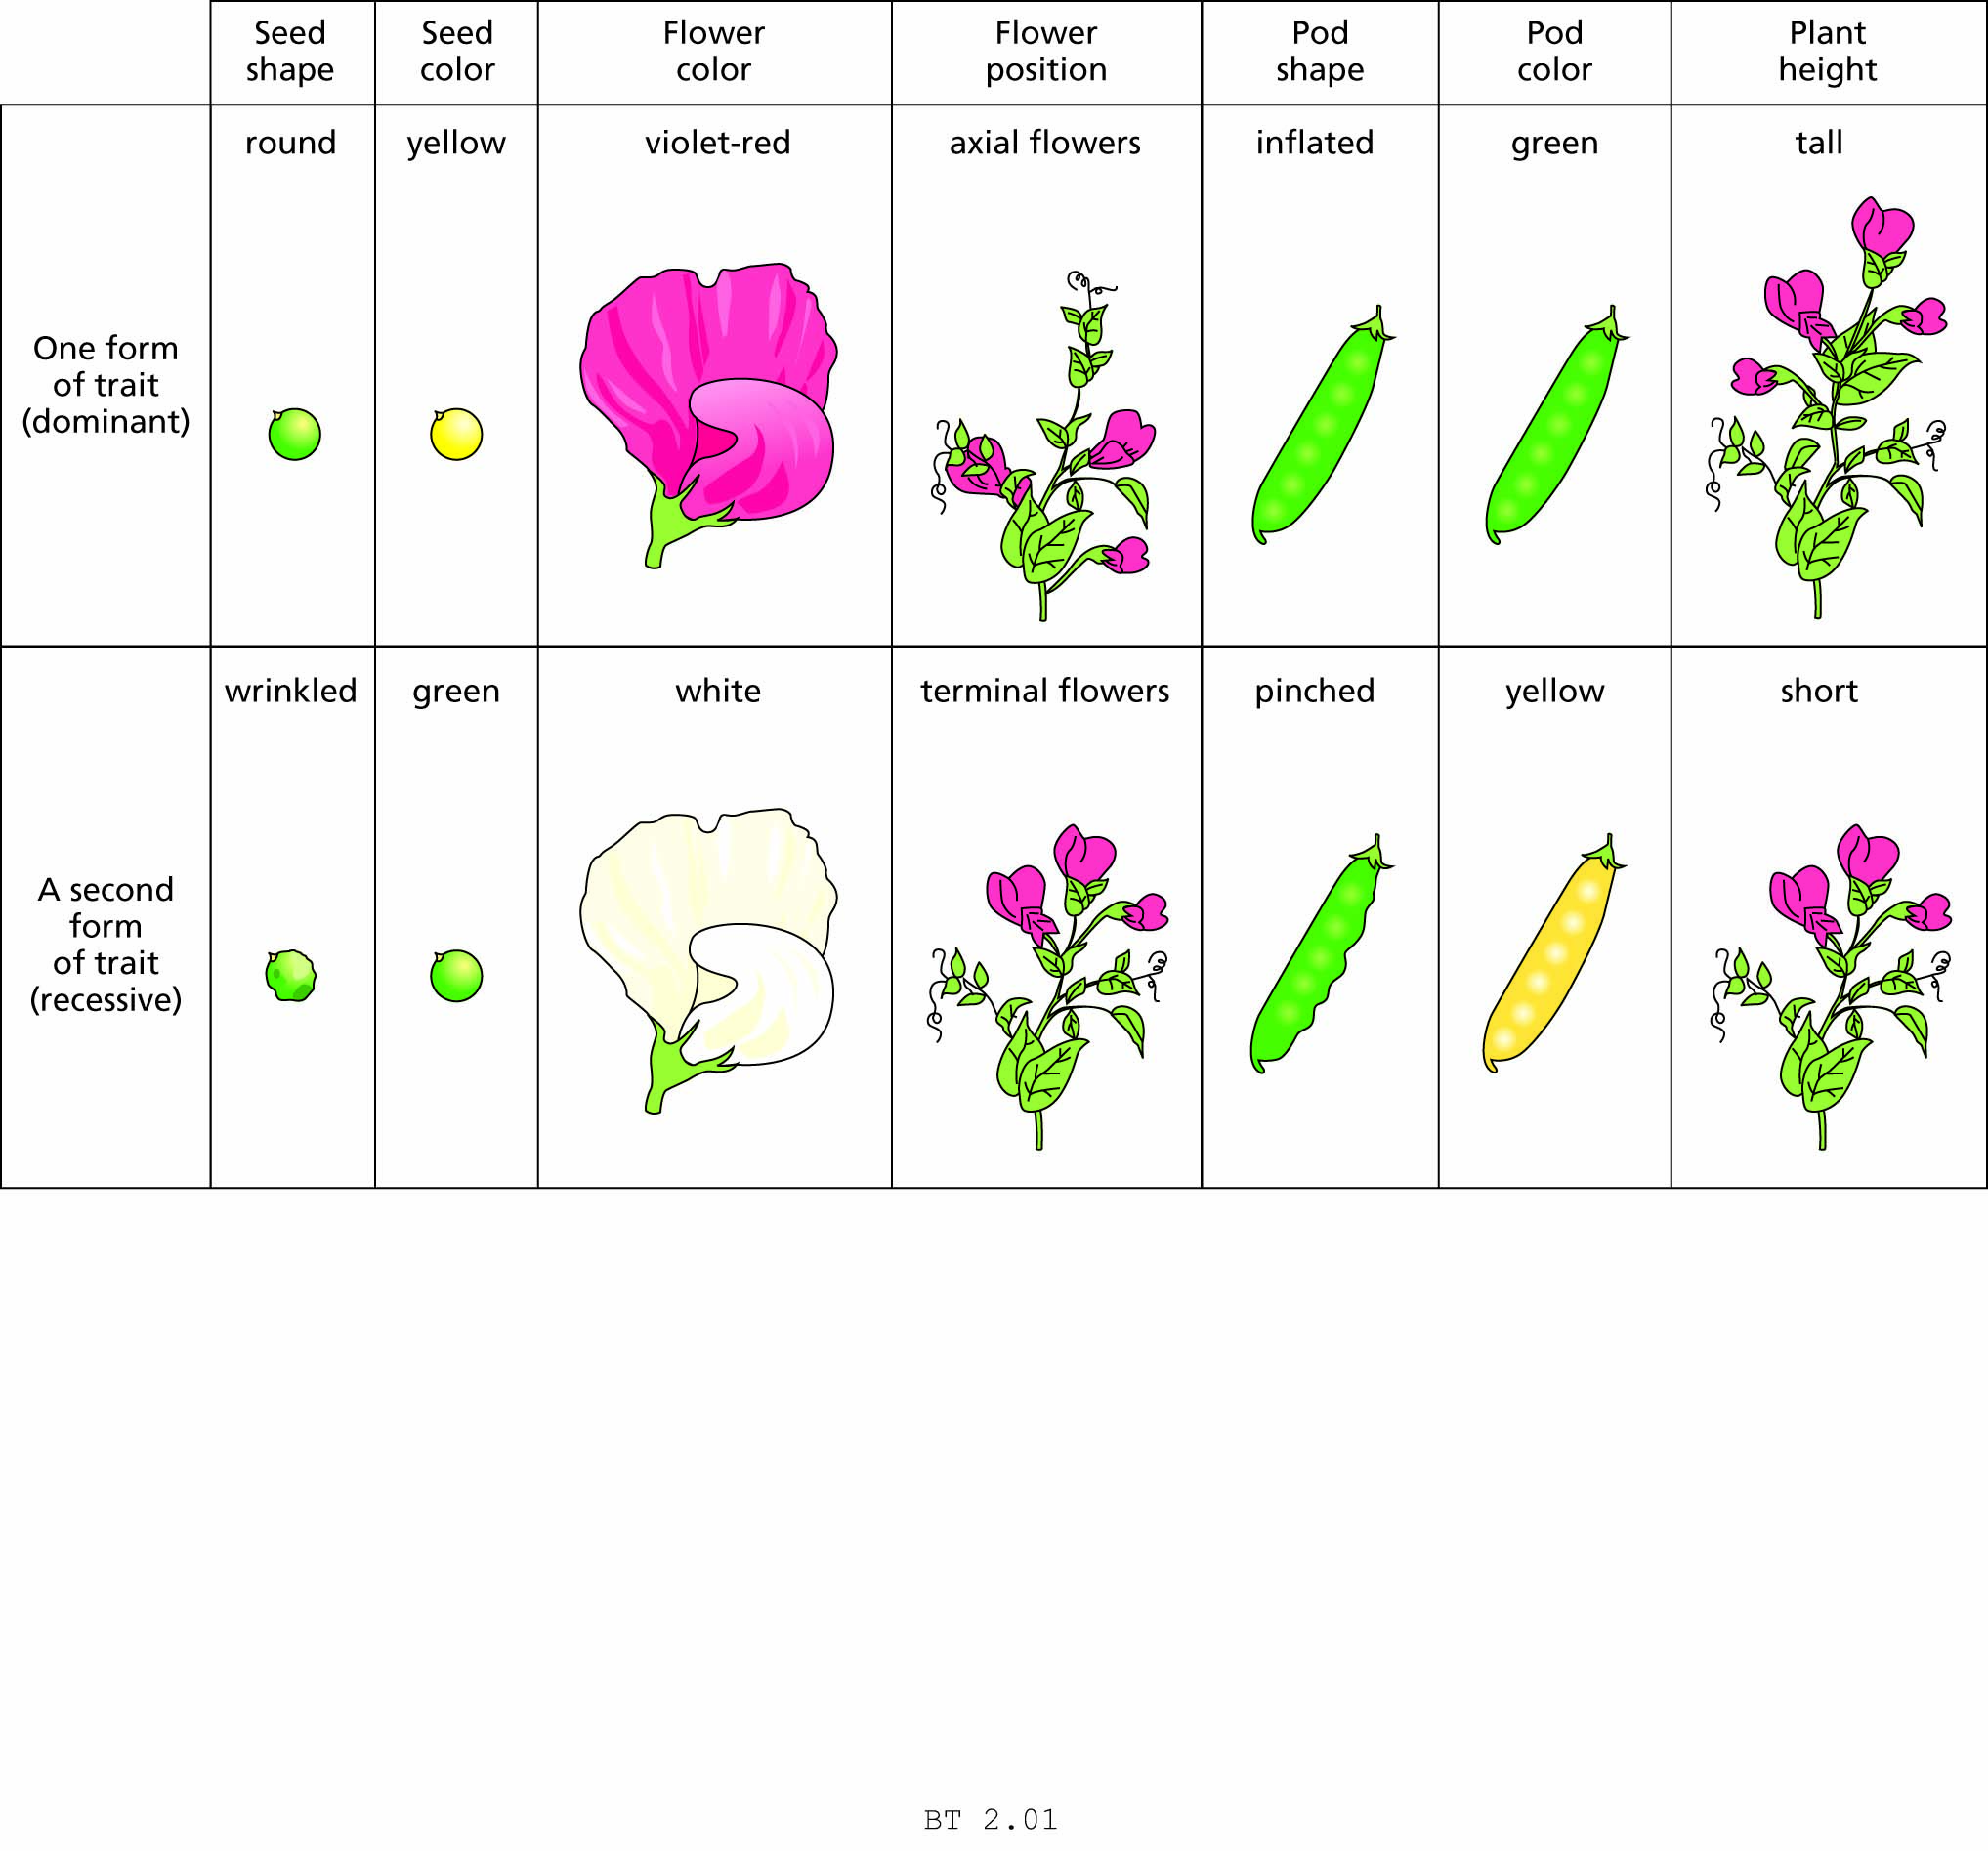 Seed
shape
Seed
color
Flower
color
Flower
position
Pod
shape
Pod
color
Plant
height
One form
of trait
(dominant)
round
yellow
violet-red
axial flowers
inflated
green
tall
A second
form
of trait
(recessive)
wrinkled
green
white
terminal flowers
pinched
yellow
short
BT 2.01